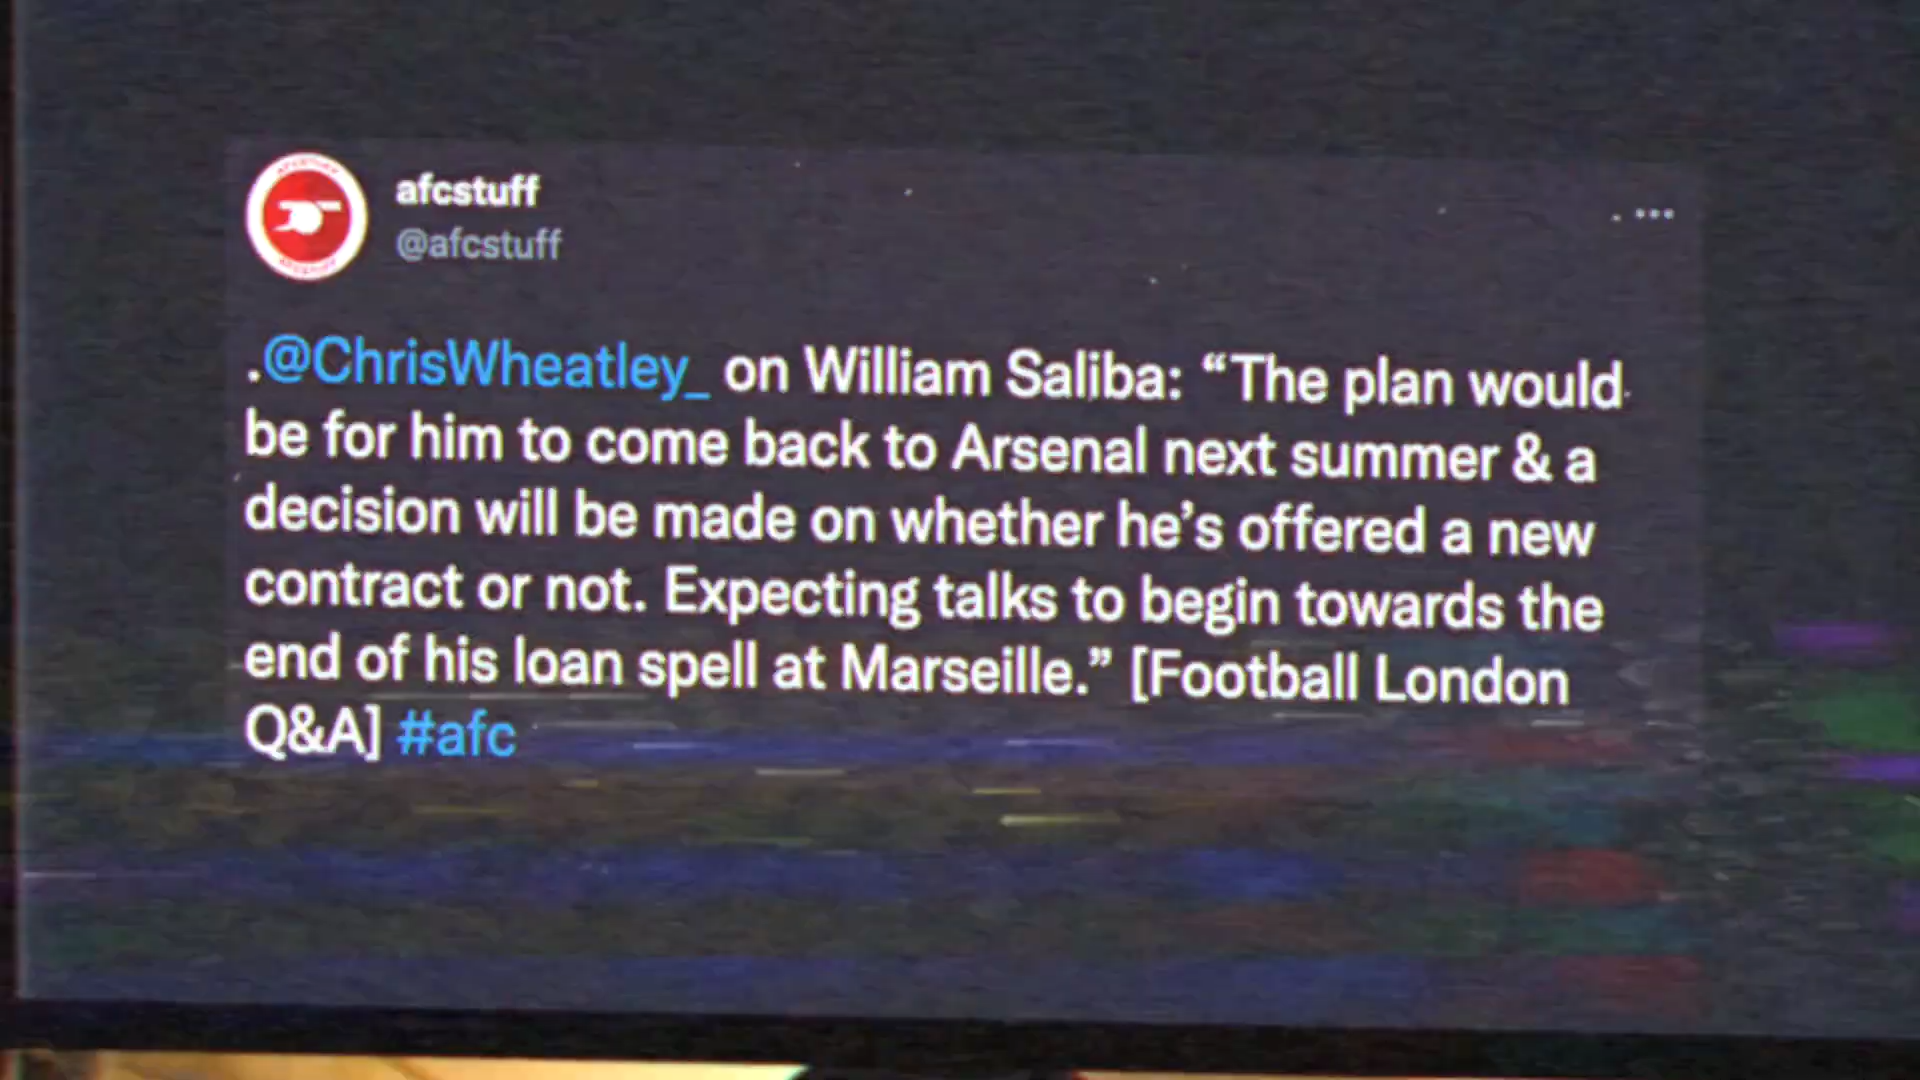 afcstuff
@afcstuff
.@ChrisWheatley_ on William Saliba: “The plan would
be for him to come back to Arsenal next summer & a
decision will be made on whether he’s offered a new
contract or not. Expecting talks to begin towards the
end of his loan spell at Marseille.” [Football London
Q&A] #afc